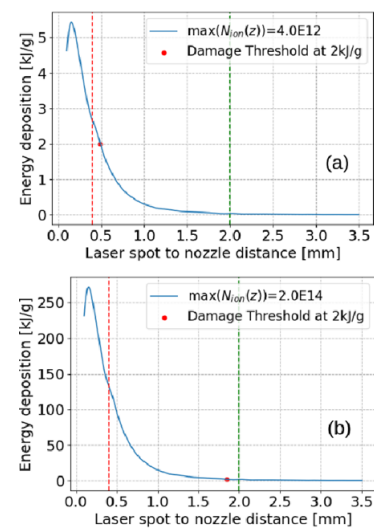 Energy deposition [kJ/g]
5
4
3
2
1
0
max(N_ion(z))=4.0E12
Damage Threshold at 2kJ/g
(a)
0.0 0.5 1.0 1.5 2.0 2.5 3.0 3.5
Laser spot to nozzle distance [mm]
Energy deposition [kJ/g]
250
200
150
100
50
0
max(N_ion(z))=2.0E14
Damage Threshold at 2kJ/g
(b)
0.0 0.5 1.0 1.5 2.0 2.5 3.0 3.5
Laser spot to nozzle distance [mm]